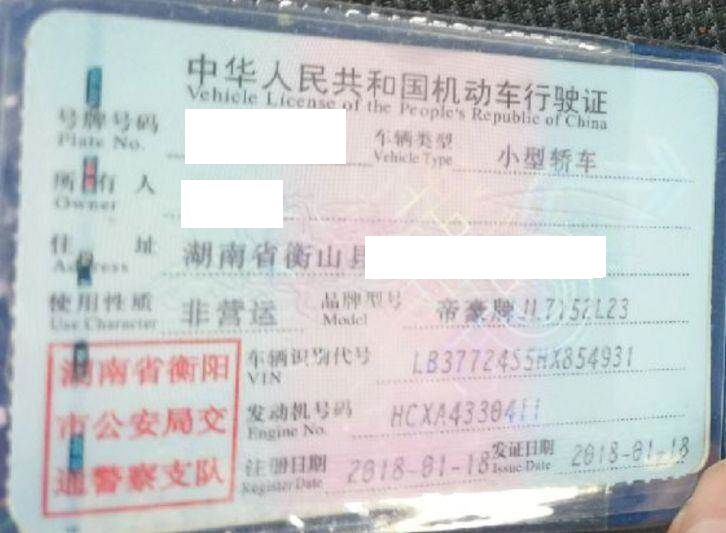 中华人民共和国机动车行驶证
Vehicle License of the People's Republic of China
号牌号码
Plate No.
车辆类型 小型轿车
Vehicle Type
所有人
Owner
住址 湖南省衡山县
Address
使用性质 非营运 品牌型号 帝豪牌JL7152L23
Use Character Model
车辆识别代号 LB37724S5HX854931
VIN
发动机号码 HCXA4330411
Engine No.
注册日期 2018-01-18 发证日期 2018-01-18
Register Date Issue Date
湖南省衡阳
市公安局交
通警察支队